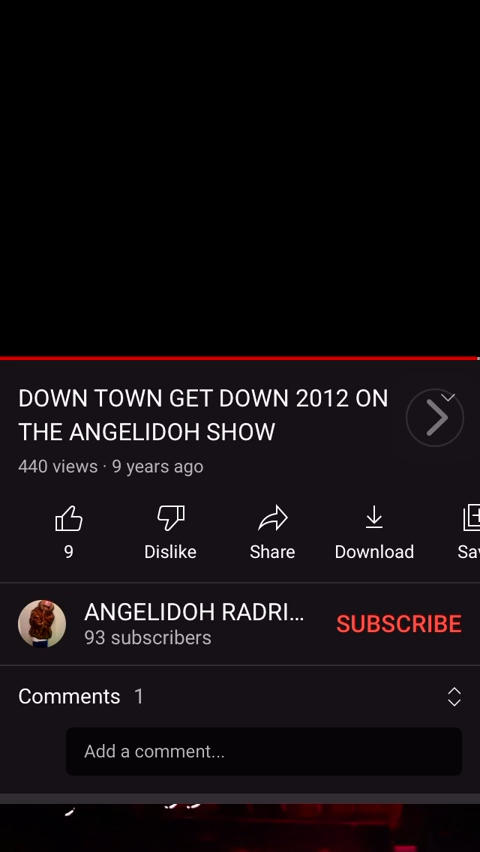 DOWN TOWN GET DOWN 2012 ON
THE ANGELIDOH SHOW
440 views · 9 years ago
9
Dislike
Share
Download
Sav
ANGELIDOH RADRI...
SUBSCRIBE
93 subscribers
Comments 1
Add a comment...